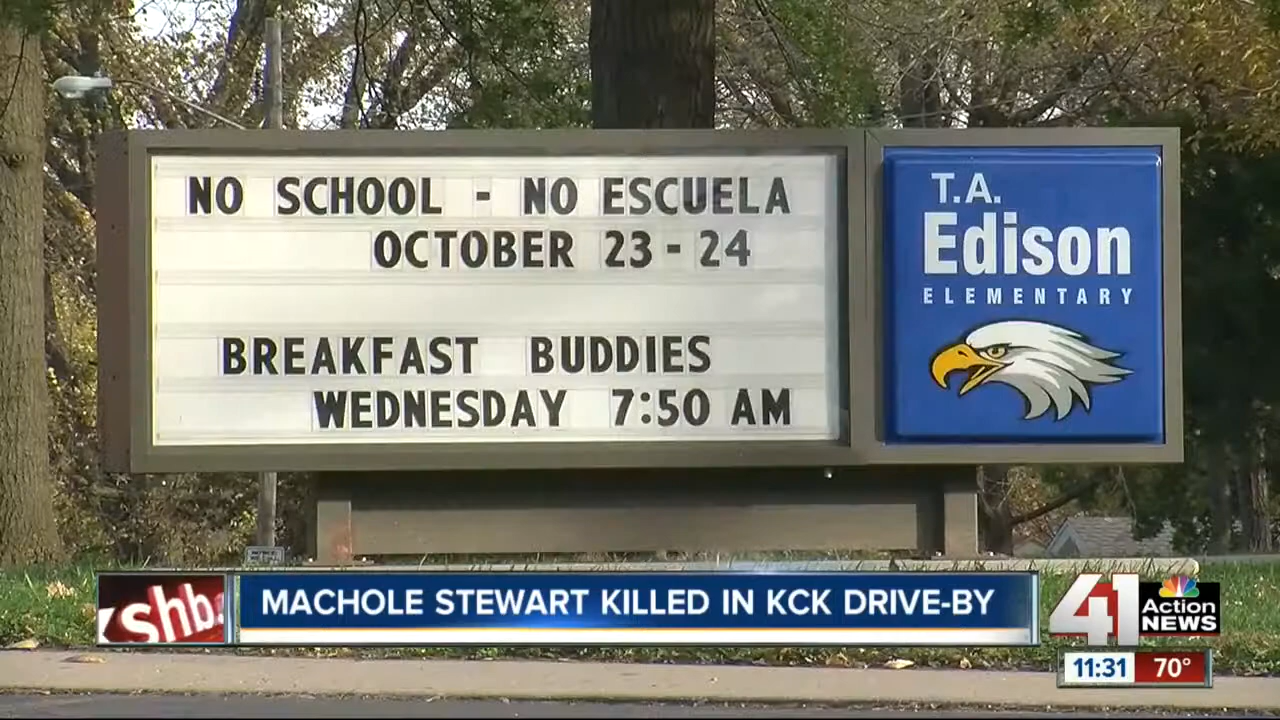 NO SCHOOL - NO ESCUELA
OCTOBER 23 - 24
BREAKFAST BUDDIES
WEDNESDAY 7:50 AM
T.A.
Edison
ELEMENTARY
kshb.
MACHOLE STEWART KILLED IN KCK DRIVE-BY
41 Action NEWS
11:31 70°